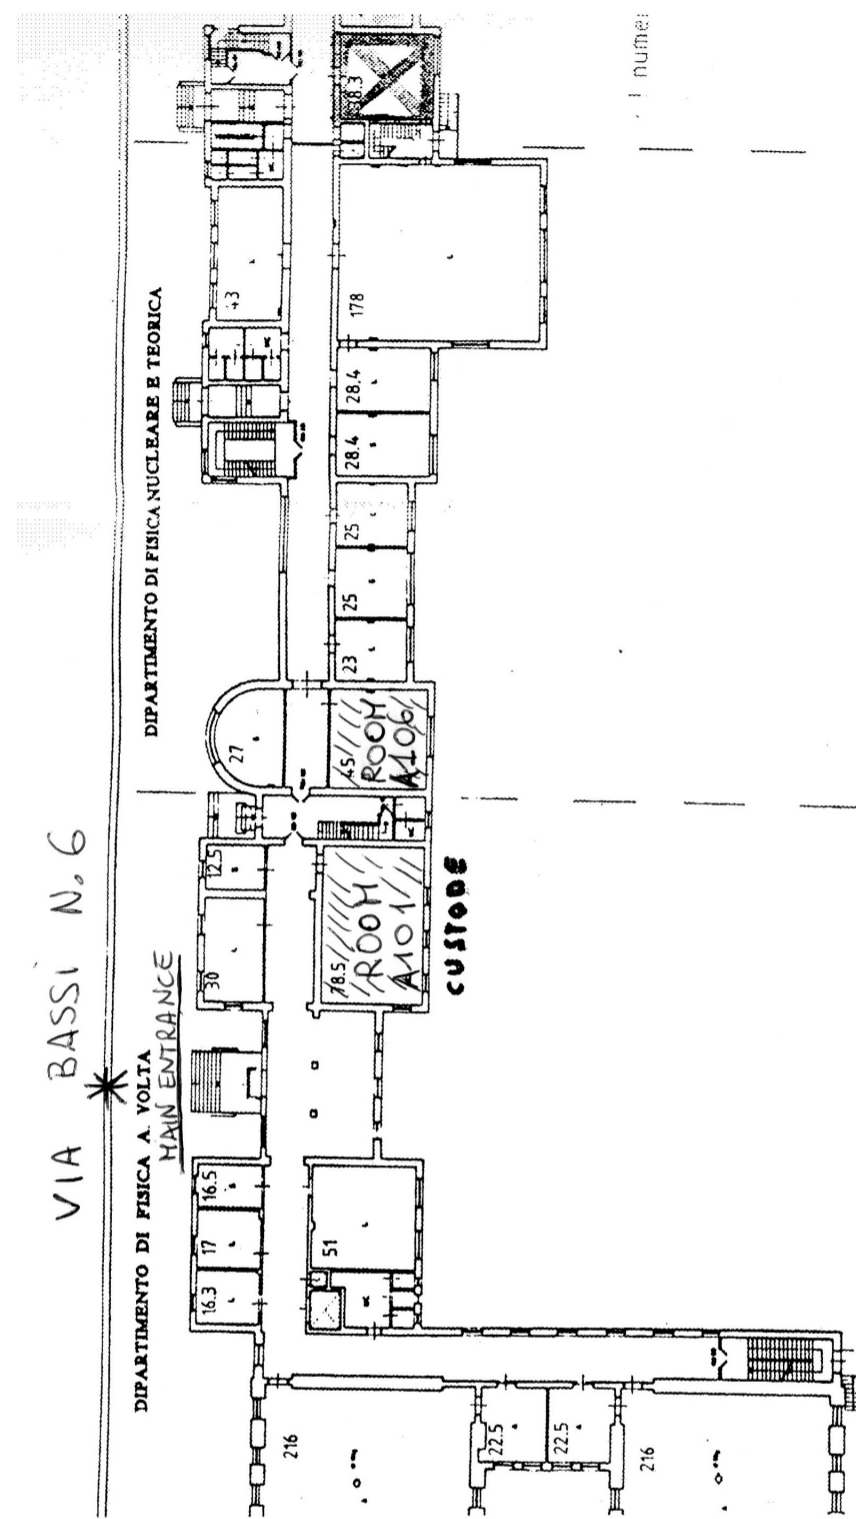 numer
18.3
43
178
28.4
28.4
25
25
23
DIPARTIMENTO DI FISICA NUCLEARE E TEORICA
27
45
ROOM
A106
12.5
30
78.5
ROOM
A101
CUSTODE
VIA BASSI N.6
MAIN ENTRANCE
DIPARTIMENTO DI FISICA A. VOLTA
16.5
17
16.3
51
216
22.5
22.5
216